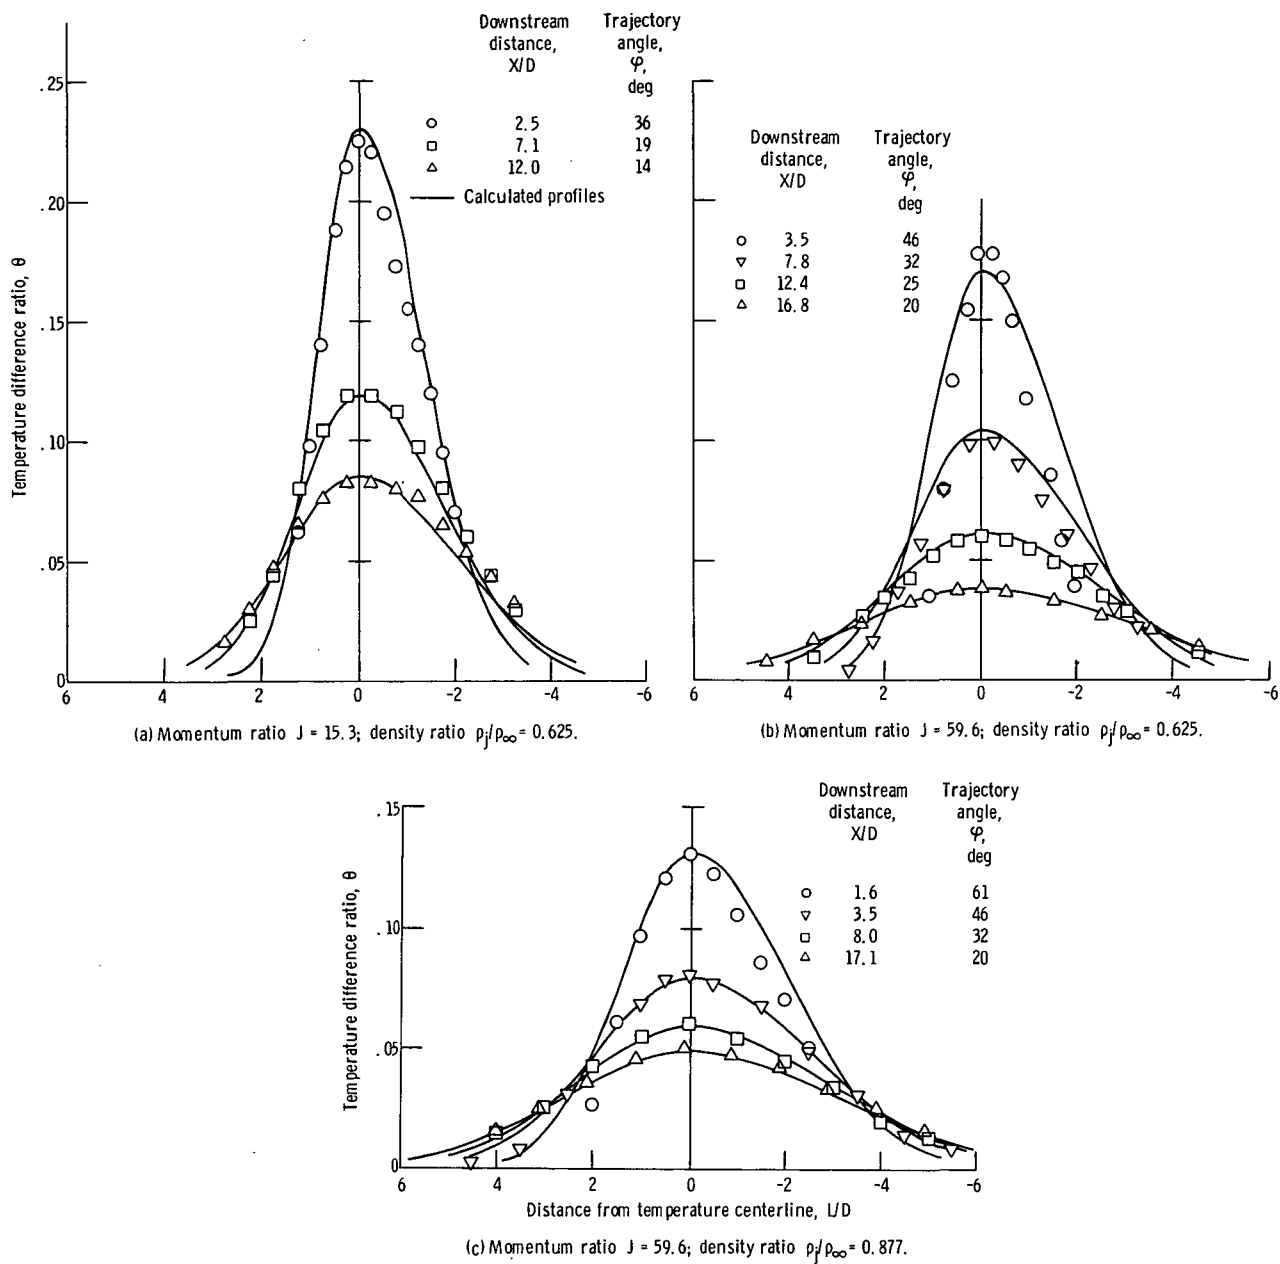 Downstream distance, X/D
Trajectory angle, φ, deg
○ 2.5 36
□ 7.1 19
△ 12.0 14
Calculated profiles
Temperature difference ratio, θ
.25
.20
.15
.10
.05
0
6 4 2 0 -2 -4 -6
(a) Momentum ratio J = 15.3; density ratio ρj/ρ∞ = 0.625.
Downstream distance, X/D
Trajectory angle, φ, deg
○ 3.5 46
▽ 7.8 32
□ 12.4 25
△ 16.8 20
6 4 2 0 -2 -4 -6
(b) Momentum ratio J = 59.6; density ratio ρj/ρ∞ = 0.625.
Downstream distance, X/D
Trajectory angle, φ, deg
○ 1.6 61
▽ 3.5 46
□ 8.0 32
△ 17.1 20
Temperature difference ratio, θ
.15
.10
.05
0
6 4 2 0 -2 -4 -6
Distance from temperature centerline, L/D
(c) Momentum ratio J = 59.6; density ratio ρj/ρ∞ = 0.877.